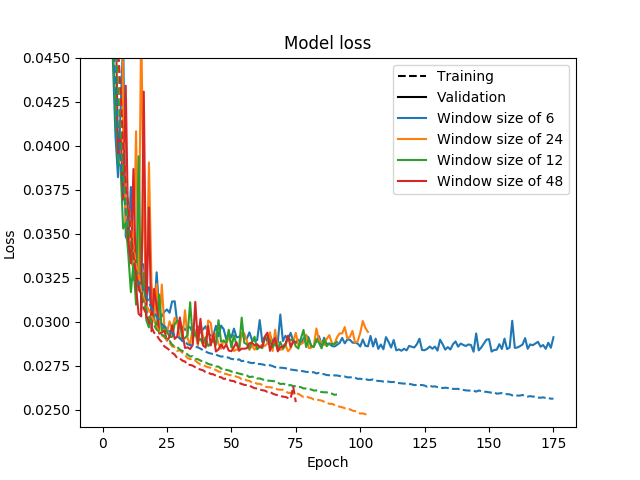 Model loss
Training
Validation
Window size of 6
Window size of 24
Window size of 12
Window size of 48
Loss
0.0450
0.0425
0.0400
0.0375
0.0350
0.0325
0.0300
0.0275
0.0250
0 25 50 75 100 125 150 175
Epoch